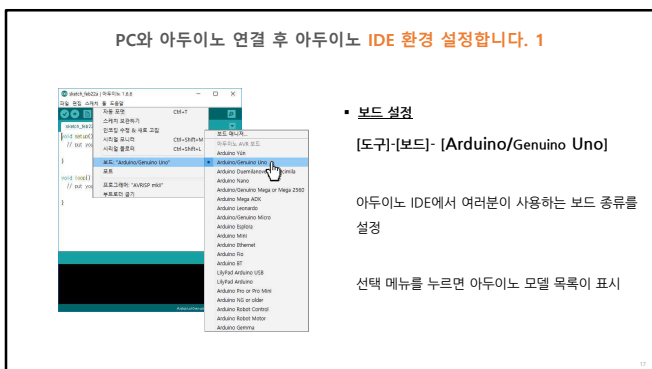 PC와 아두이노 연결 후 아두이노 IDE 환경 설정합니다. 1
sketch_feb22a | 아두이노 1.8.8
파일 편집 스케치 툴 도움말
자동 포맷 Ctrl+T
스케치 보관하기
인코딩 수정 & 새로 고침
시리얼 모니터 Ctrl+Shift+M
시리얼 플로터 Ctrl+Shift+L
보드: "Arduino/Genuino Uno"
포트
프로그래머: "AVRISP mkII"
부트로더 굽기
sketch_feb22
void setup()
// put you
}
void loop()
// put you
}
보드 매니저...
아두이노 AVR 보드
Arduino Yún
Arduino/Genuino Uno
Arduino Duemilanove
Arduino Nano
Arduino/Genuino Mega or Mega 2560
Arduino Mega ADK
Arduino Leonardo
Arduino/Genuino Micro
Arduino Esplora
Arduino Mini
Arduino Ethernet
Arduino Fio
Arduino BT
LilyPad Arduino USB
LilyPad Arduino
Arduino Pro or Pro Mini
Arduino NG or older
Arduino Robot Control
Arduino Robot Motor
Arduino Gemma
▪ 보드 설정
[도구]-[보드]- [Arduino/Genuino Uno]
아두이노 IDE에서 여러분이 사용하는 보드 종류를
설정
선택 메뉴를 누르면 아두이노 모델 목록이 표시
17